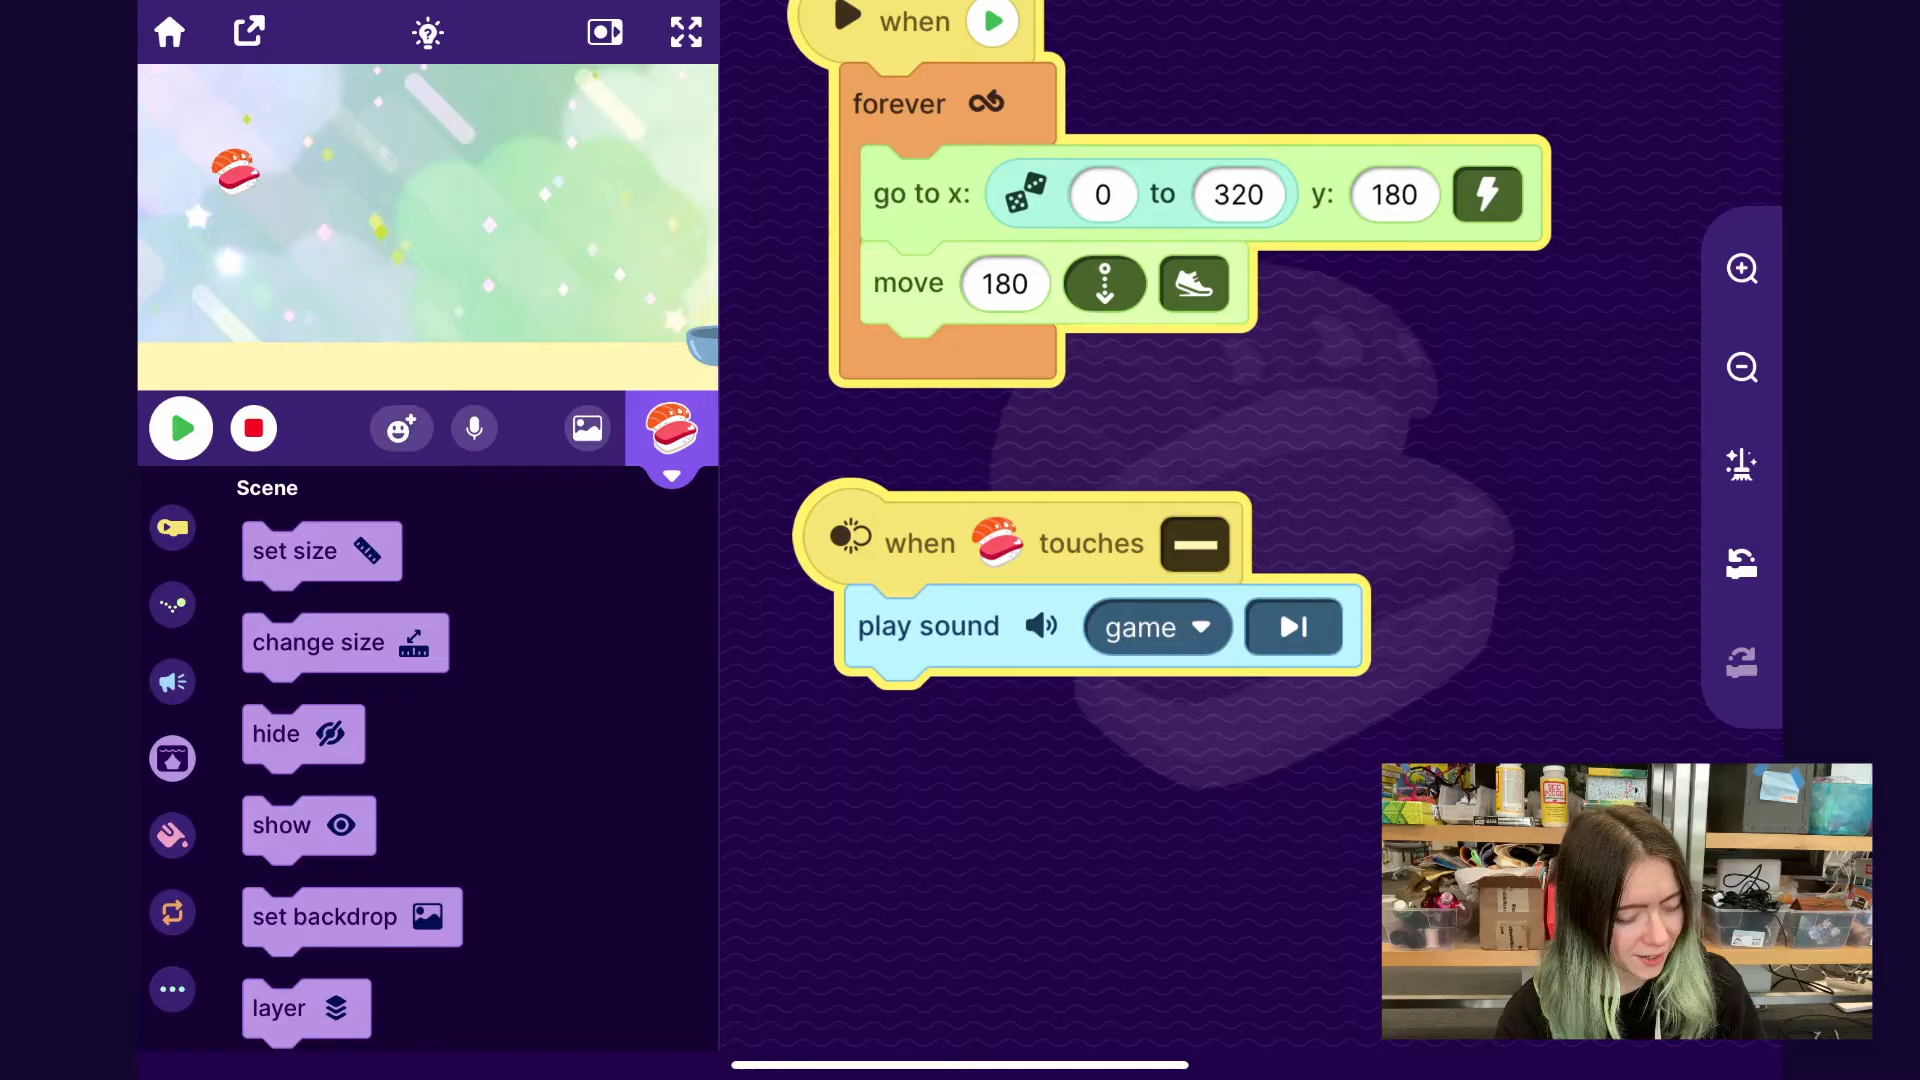 when
forever
go to x: 0 to 320 y: 180
move 180
Scene
set size
change size
hide
show
set backdrop
layer
when touches
play sound game